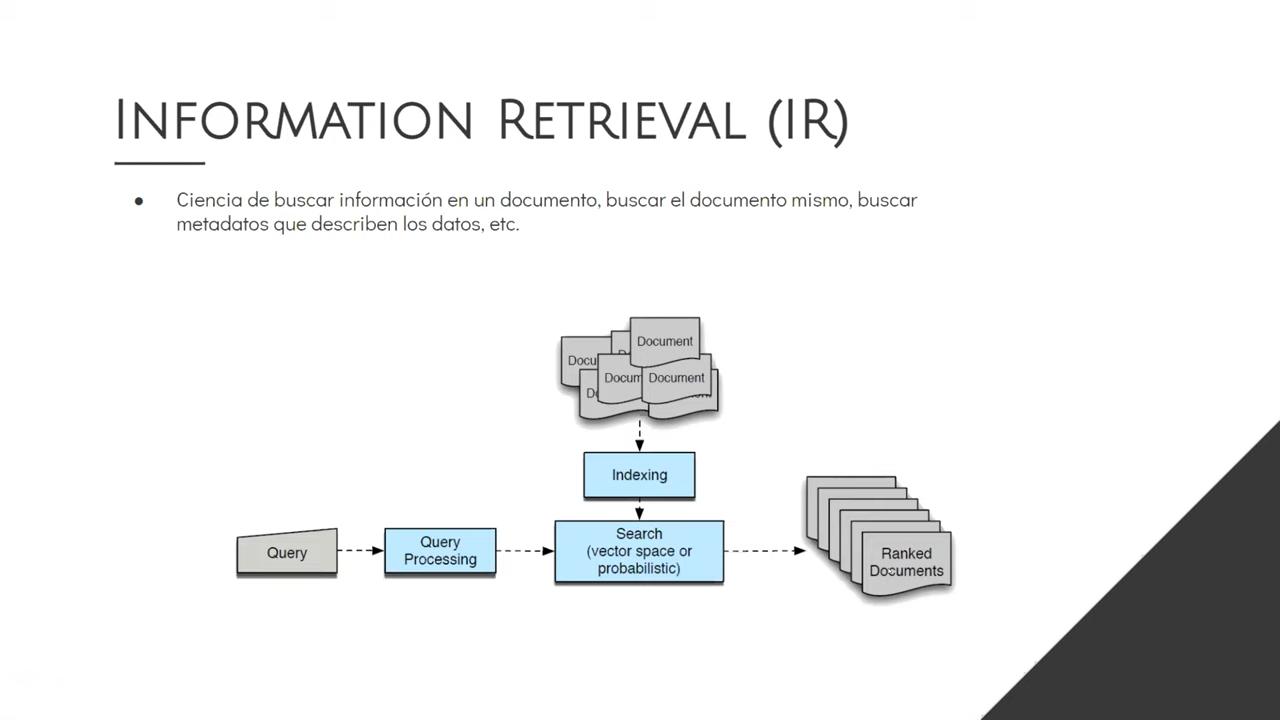 INFORMATION RETRIEVAL (IR)
● Ciencia de buscar información en un documento, buscar el documento mismo, buscar
metadatos que describen los datos, etc.
Document
Docu
Docum
Document
Indexing
Search
(vector space or
probabilistic)
Query
Query
Processing
Ranked
Documents